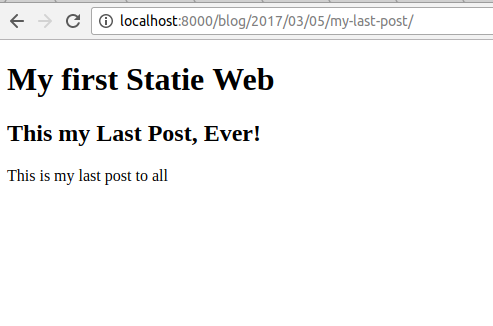 localhost:8000/blog/2017/03/05/my-last-post/
My first Statie Web
This my Last Post, Ever!
This is my last post to all